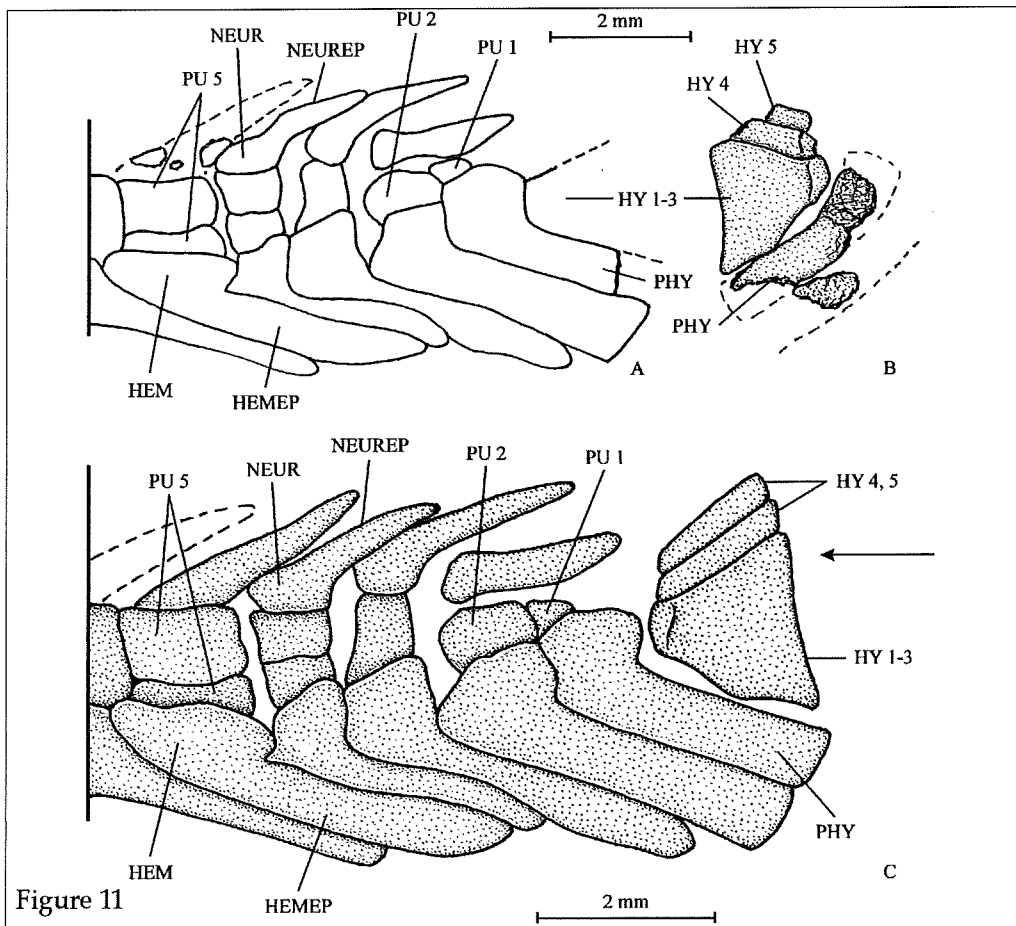 2 mm
NEUR
PU 2
NEUREP
PU 1
HY 5
PU 5
HY 4
HY 1-3
PHY
PHY
HEM
HEMEP
A
B
NEUREP
PU 2
PU 1
NEUR
PU 5
HY 4, 5
HY 1-3
PHY
HEM
HEMEP
C
Figure 11
2 mm